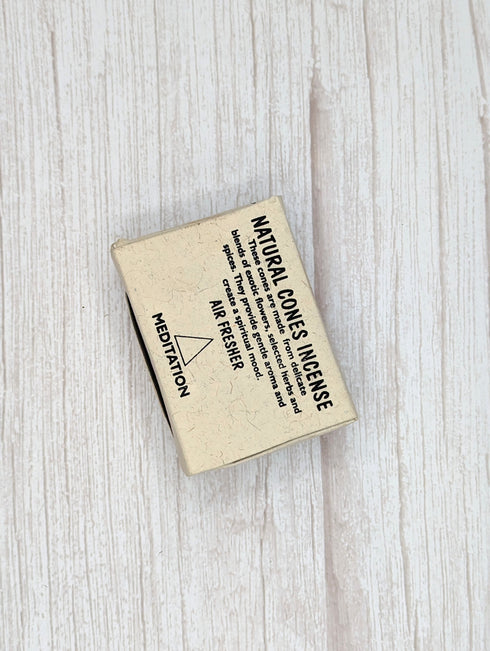 NATURAL CONES INCENSE
These cones are made from delicate
blends of exotic flowers, selected herbs and
spices. They provide gentle aroma and
create a spiritual mood.
AIR FRESHER
MEDITATION